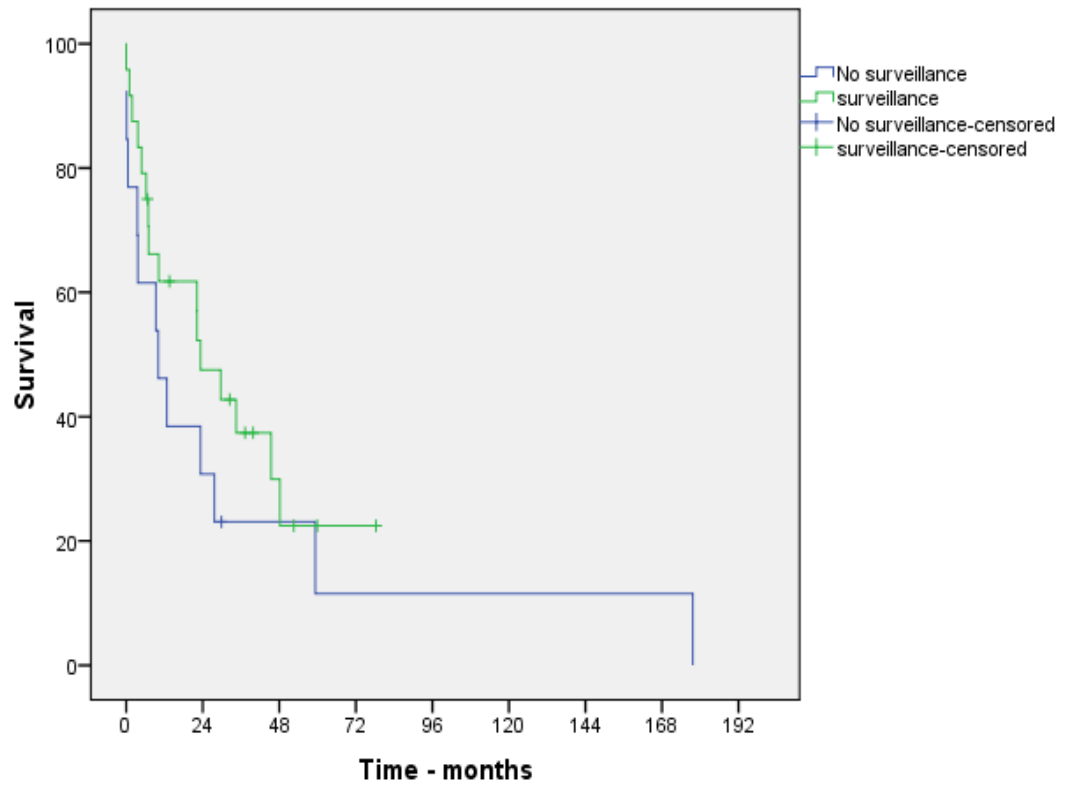 100
80
60
40
20
0
Survival
0 24 48 72 96 120 144 168 192
Time - months
No surveillance
surveillance
No surveillance-censored
surveillance-censored